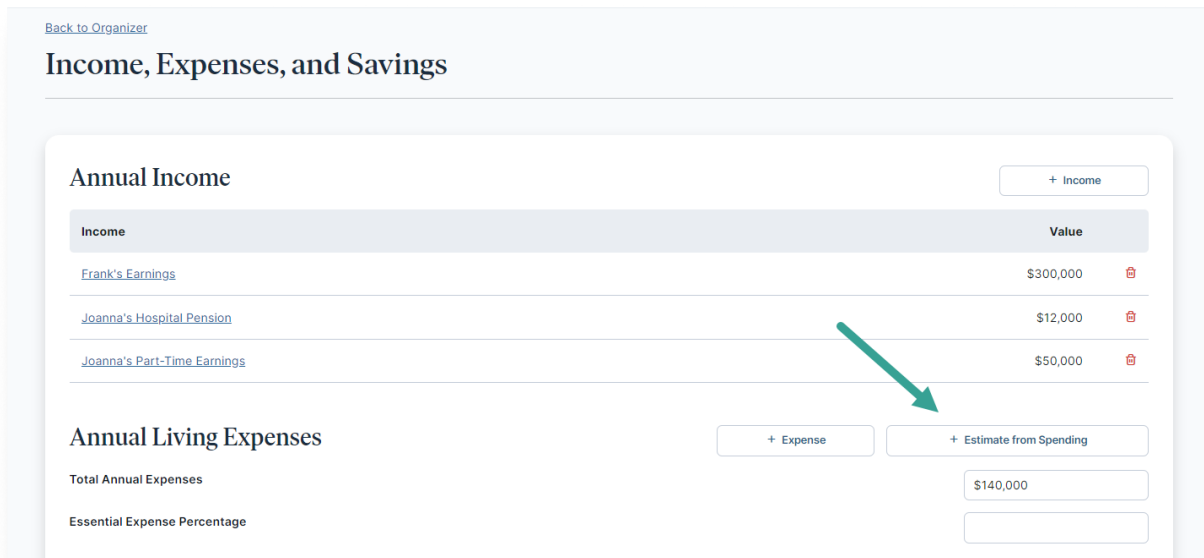 Back to Organizer
Income, Expenses, and Savings
Annual Income
+ Income
Income Value
Frank's Earnings $300,000
Joanna's Hospital Pension $12,000
Joanna's Part-Time Earnings $50,000
Annual Living Expenses
+ Expense + Estimate from Spending
Total Annual Expenses $140,000
Essential Expense Percentage